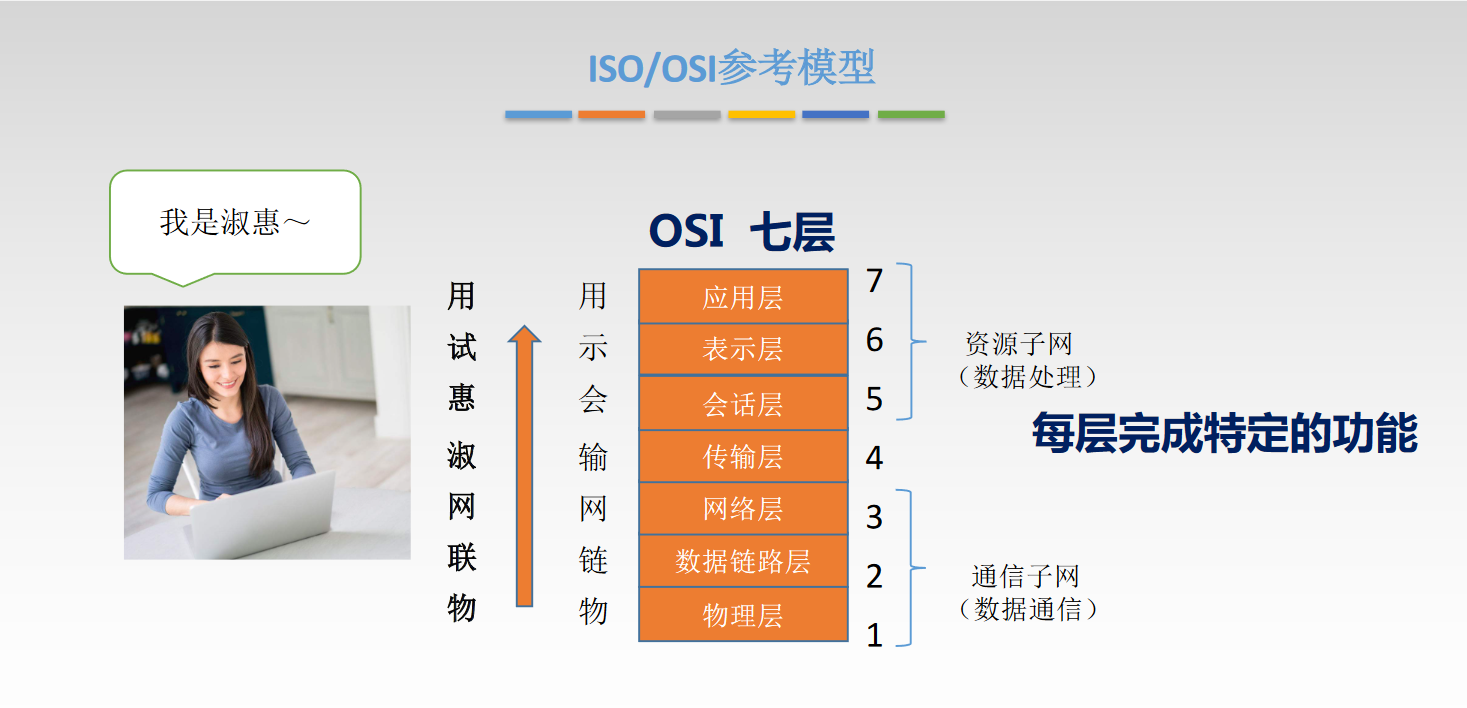 ISO/OSI参考模型
我是淑惠～
OSI 七层
用 用 应用层 7
试 示 表示层 6
惠 会 会话层 5
淑 输 传输层 4
网 网 网络层 3
联 链 数据链路层 2
物 物 物理层 1
资源子网
（数据处理）
每层完成特定的功能
通信子网
（数据通信）